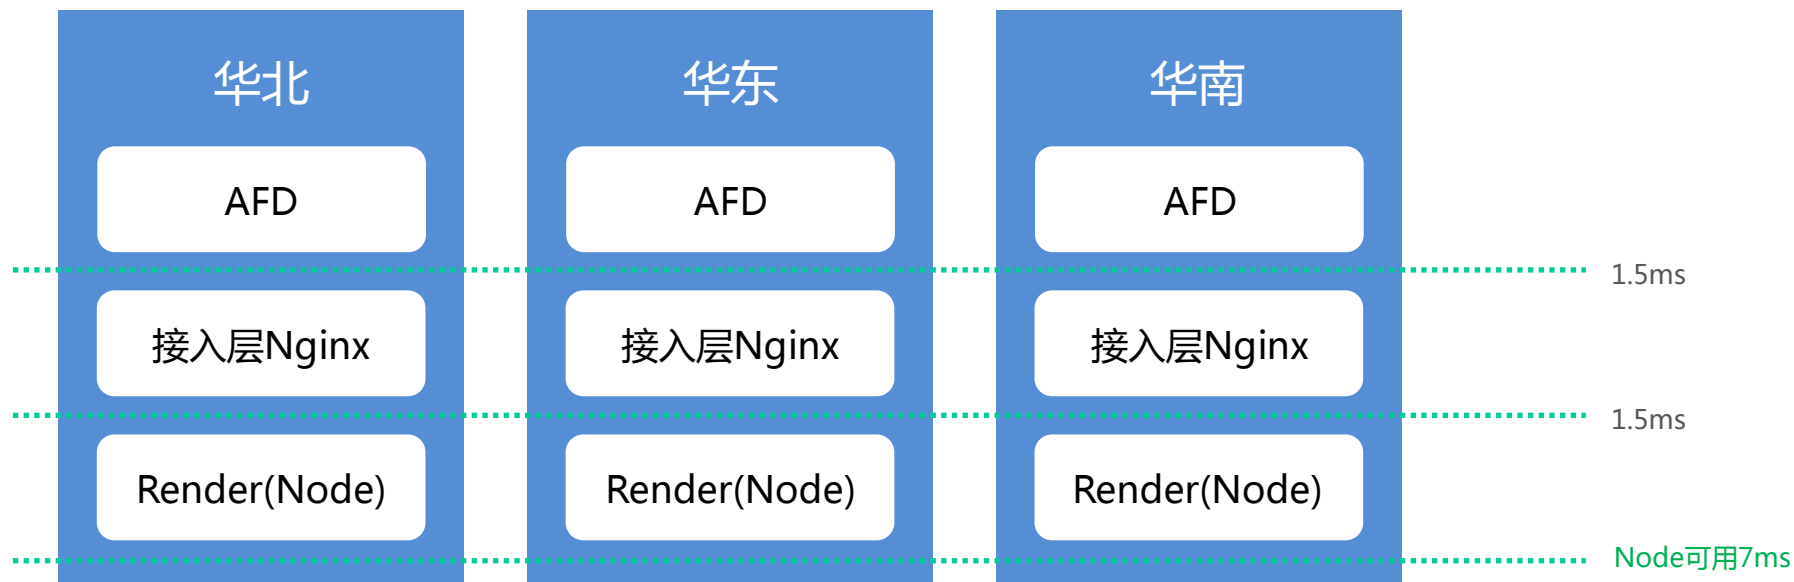 华北
华东
华南
AFD
AFD
AFD
1.5ms
接入层Nginx
接入层Nginx
接入层Nginx
1.5ms
Render(Node)
Render(Node)
Render(Node)
Node可用7ms